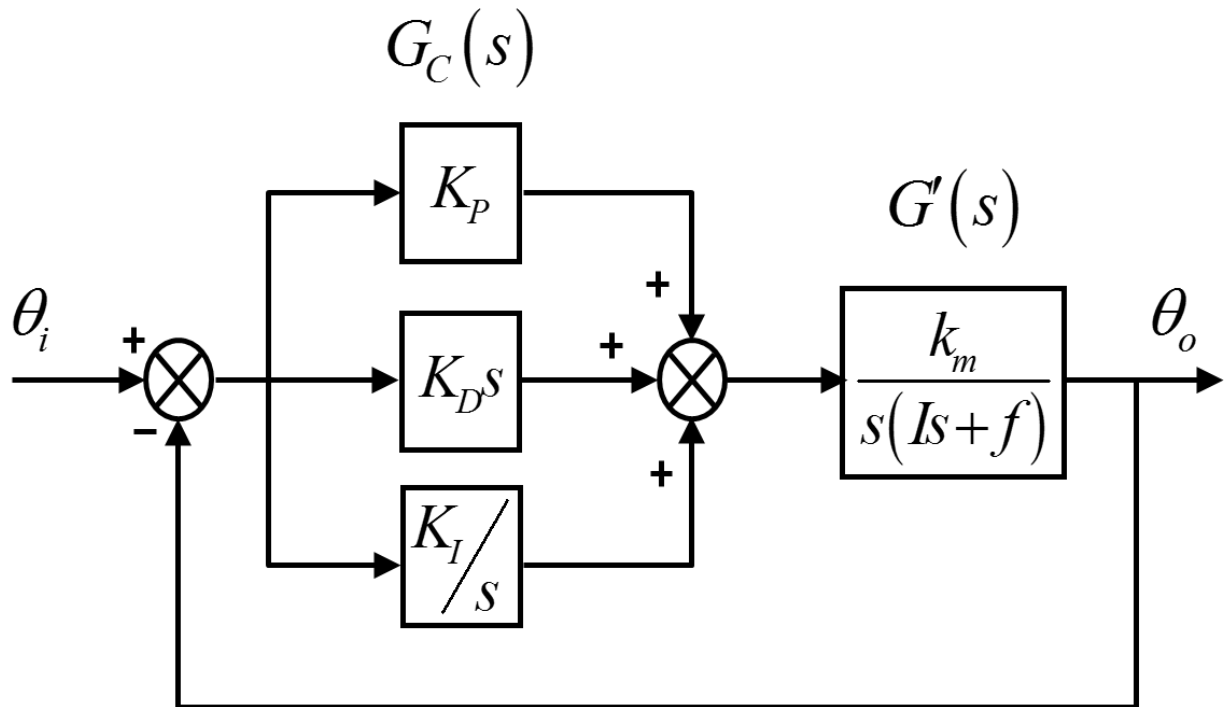 G_C(s)
K_P
G'(s)
+
θ_i
+
+
θ_o
K_D s
k_m
s(Is+f)
−
+
K_I/s